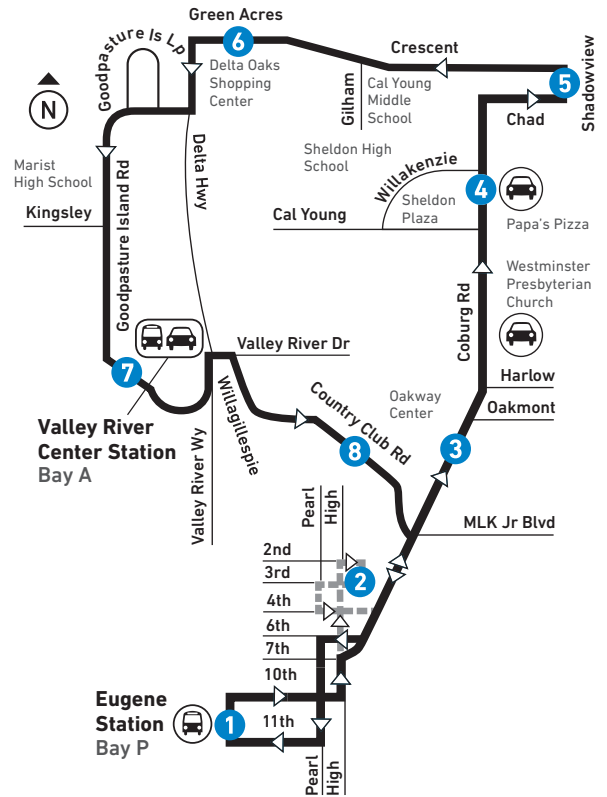 Green Acres
6
Goodpasture Is Lp
Delta Oaks
Shopping
Center
Crescent
5
Shadowview
N
Gilham
Cal Young
Middle
School
Chad
Marist
High School
Delta Hwy
Sheldon High
School
Willakenzie
4
Kingsley
Goodpasture Island Rd
Sheldon
Plaza
Cal Young
Papa's Pizza
Westminster
Presbyterian
Church
Coburg Rd
Valley River Dr
7
Harlow
Willagillespie
Country Club Rd
Oakway
Center
Oakmont
Valley River
Center Station
Bay A
8
3
Valley River Wy
Pearl
High
MLK Jr Blvd
2nd
3rd
2
4th
6th
7th
10th
Eugene
Station
Bay P
1
11th
Pearl
High